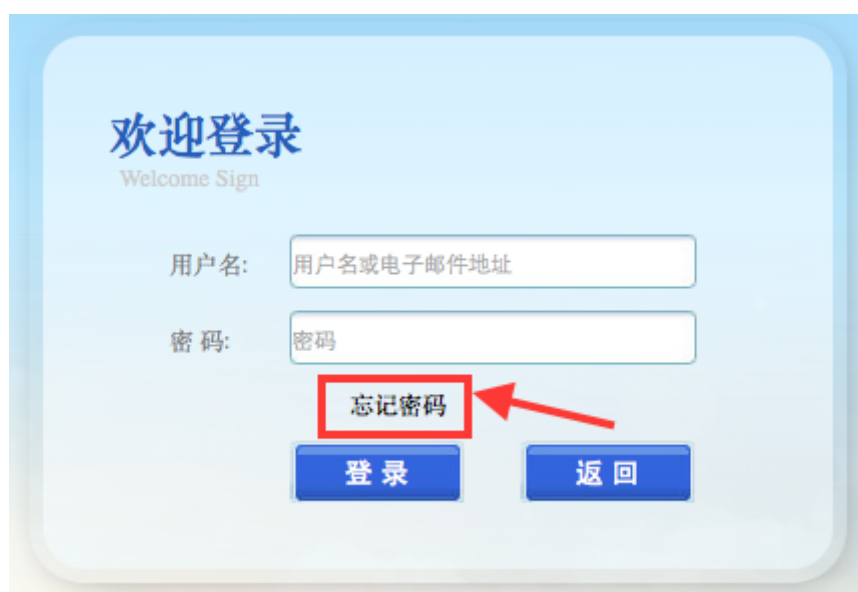 欢迎登录
Welcome Sign
用户名: 用户名或电子邮件地址
密 码: 密码
忘记密码
登 录 返 回